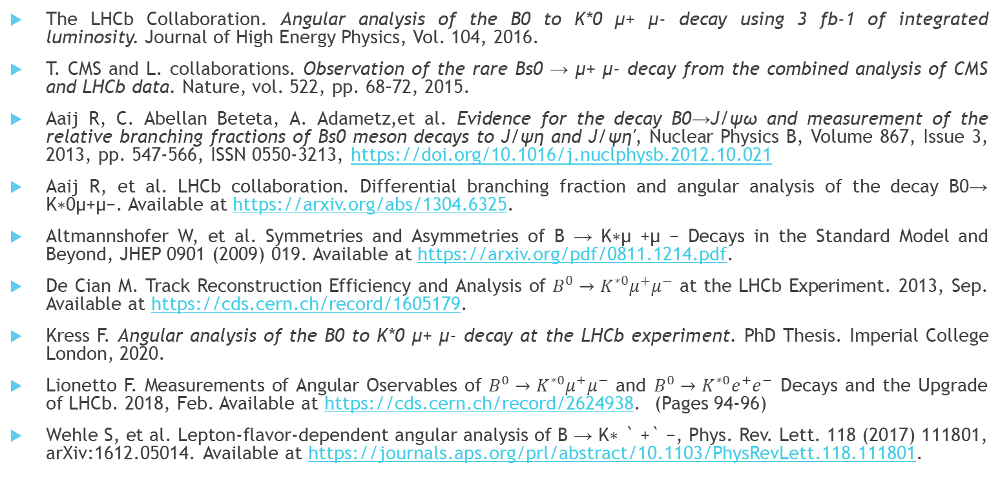 The LHCb Collaboration. Angular analysis of the B0 to K*0 μ+ μ- decay using 3 fb-1 of integrated
luminosity. Journal of High Energy Physics, Vol. 104, 2016.
T. CMS and L. collaborations. Observation of the rare Bs0 → μ+ μ- decay from the combined analysis of CMS
and LHCb data. Nature, vol. 522, pp. 68–72, 2015.
Aaij R, C. Abellan Beteta, A. Adametz,et al. Evidence for the decay B0→J/ψω and measurement of the
relative branching fractions of Bs0 meson decays to J/ψη and J/ψη′, Nuclear Physics B, Volume 867, Issue 3,
2013, pp. 547-566, ISSN 0550-3213, https://doi.org/10.1016/j.nuclphysb.2012.10.021
Aaij R, et al. LHCb collaboration. Differential branching fraction and angular analysis of the decay B0→
K∗0μ+μ−. Available at https://arxiv.org/abs/1304.6325.
Altmannshofer W, et al. Symmetries and Asymmetries of B → K∗μ +μ − Decays in the Standard Model and
Beyond, JHEP 0901 (2009) 019. Available at https://arxiv.org/pdf/0811.1214.pdf.
De Cian M. Track Reconstruction Efficiency and Analysis of B⁰ → K*⁰μ⁺μ⁻ at the LHCb Experiment. 2013, Sep.
Available at https://cds.cern.ch/record/1605179.
Kress F. Angular analysis of the B0 to K*0 μ+ μ- decay at the LHCb experiment. PhD Thesis. Imperial College
London, 2020.
Lionetto F. Measurements of Angular Oservables of B⁰ → K*⁰μ⁺μ⁻ and B⁰ → K*⁰e⁺e⁻ Decays and the Upgrade
of LHCb. 2018, Feb. Available at https://cds.cern.ch/record/2624938. (Pages 94-96)
Wehle S, et al. Lepton-flavor-dependent angular analysis of B → K∗ ` +` −, Phys. Rev. Lett. 118 (2017) 111801,
arXiv:1612.05014. Available at https://journals.aps.org/prl/abstract/10.1103/PhysRevLett.118.111801.